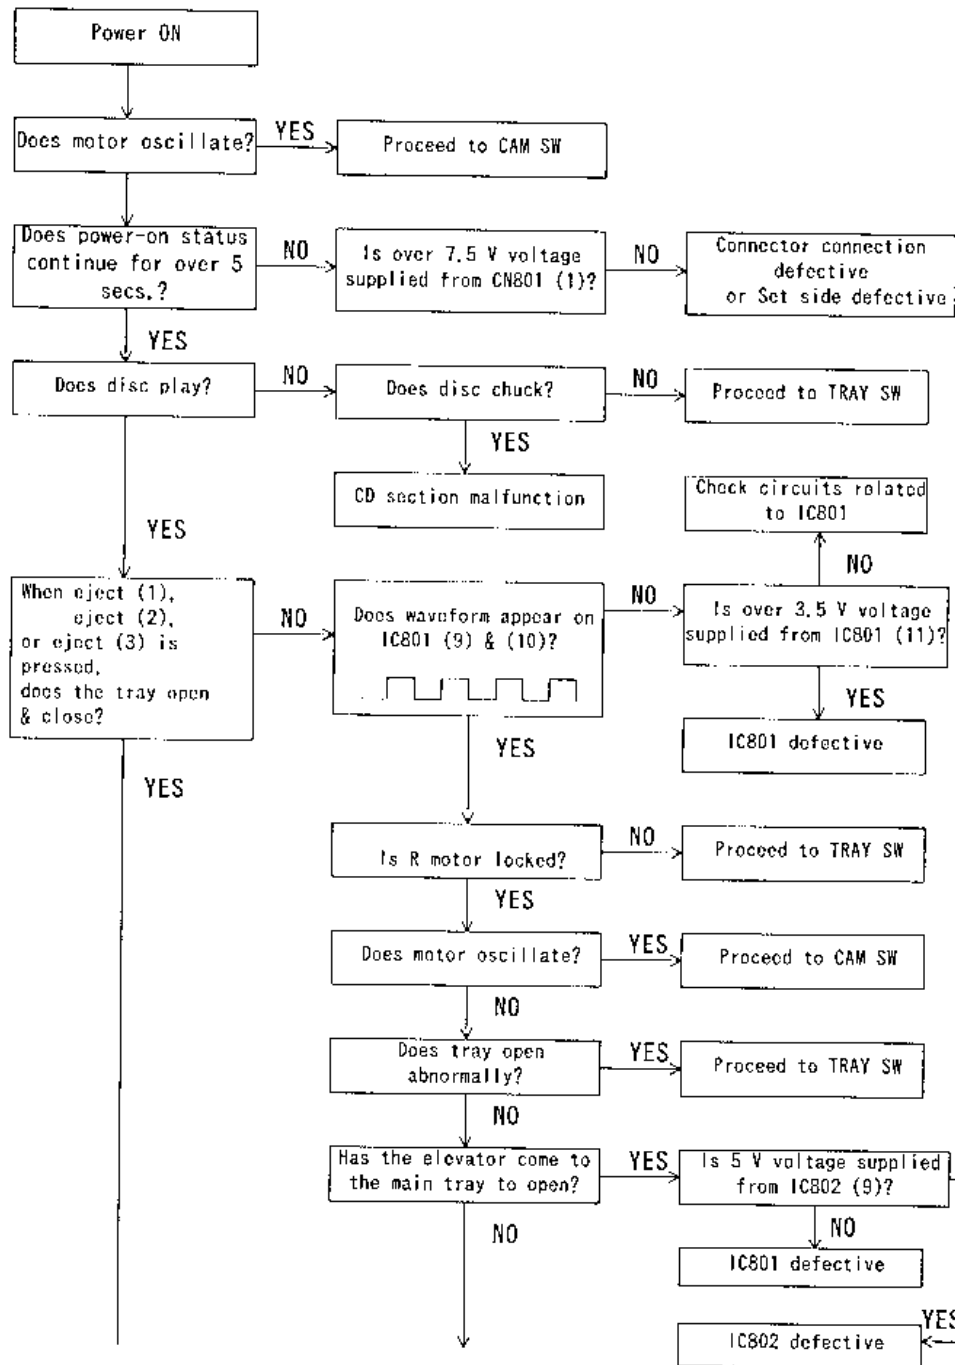 Power ON
Does motor oscillate?
YES
Proceed to CAM SW
Does power-on status
continue for over 5
secs.?
NO
Is over 7.5 V voltage
supplied from CN801 (1)?
NO
Connector connection
defective
or Set side defective
YES
Does disc play?
NO
Does disc chuck?
NO
Proceed to TRAY SW
YES
CD section malfunction
Check circuits related
to IC801
YES
NO
When eject (1),
eject (2),
or eject (3) is
pressed,
does the tray open
& close?
NO
Does waveform appear on
IC801 (9) & (10)?
NO
Is over 3.5 V voltage
supplied from IC801 (11)?
YES
IC801 defective
YES
YES
Is R motor locked?
NO
Proceed to TRAY SW
YES
Does motor oscillate?
YES
Proceed to CAM SW
NO
Does tray open
abnormally?
YES
Proceed to TRAY SW
NO
Has the elevator come to
the main tray to open?
YES
Is 5 V voltage supplied
from IC802 (9)?
NO
NO
IC801 defective
YES
IC802 defective